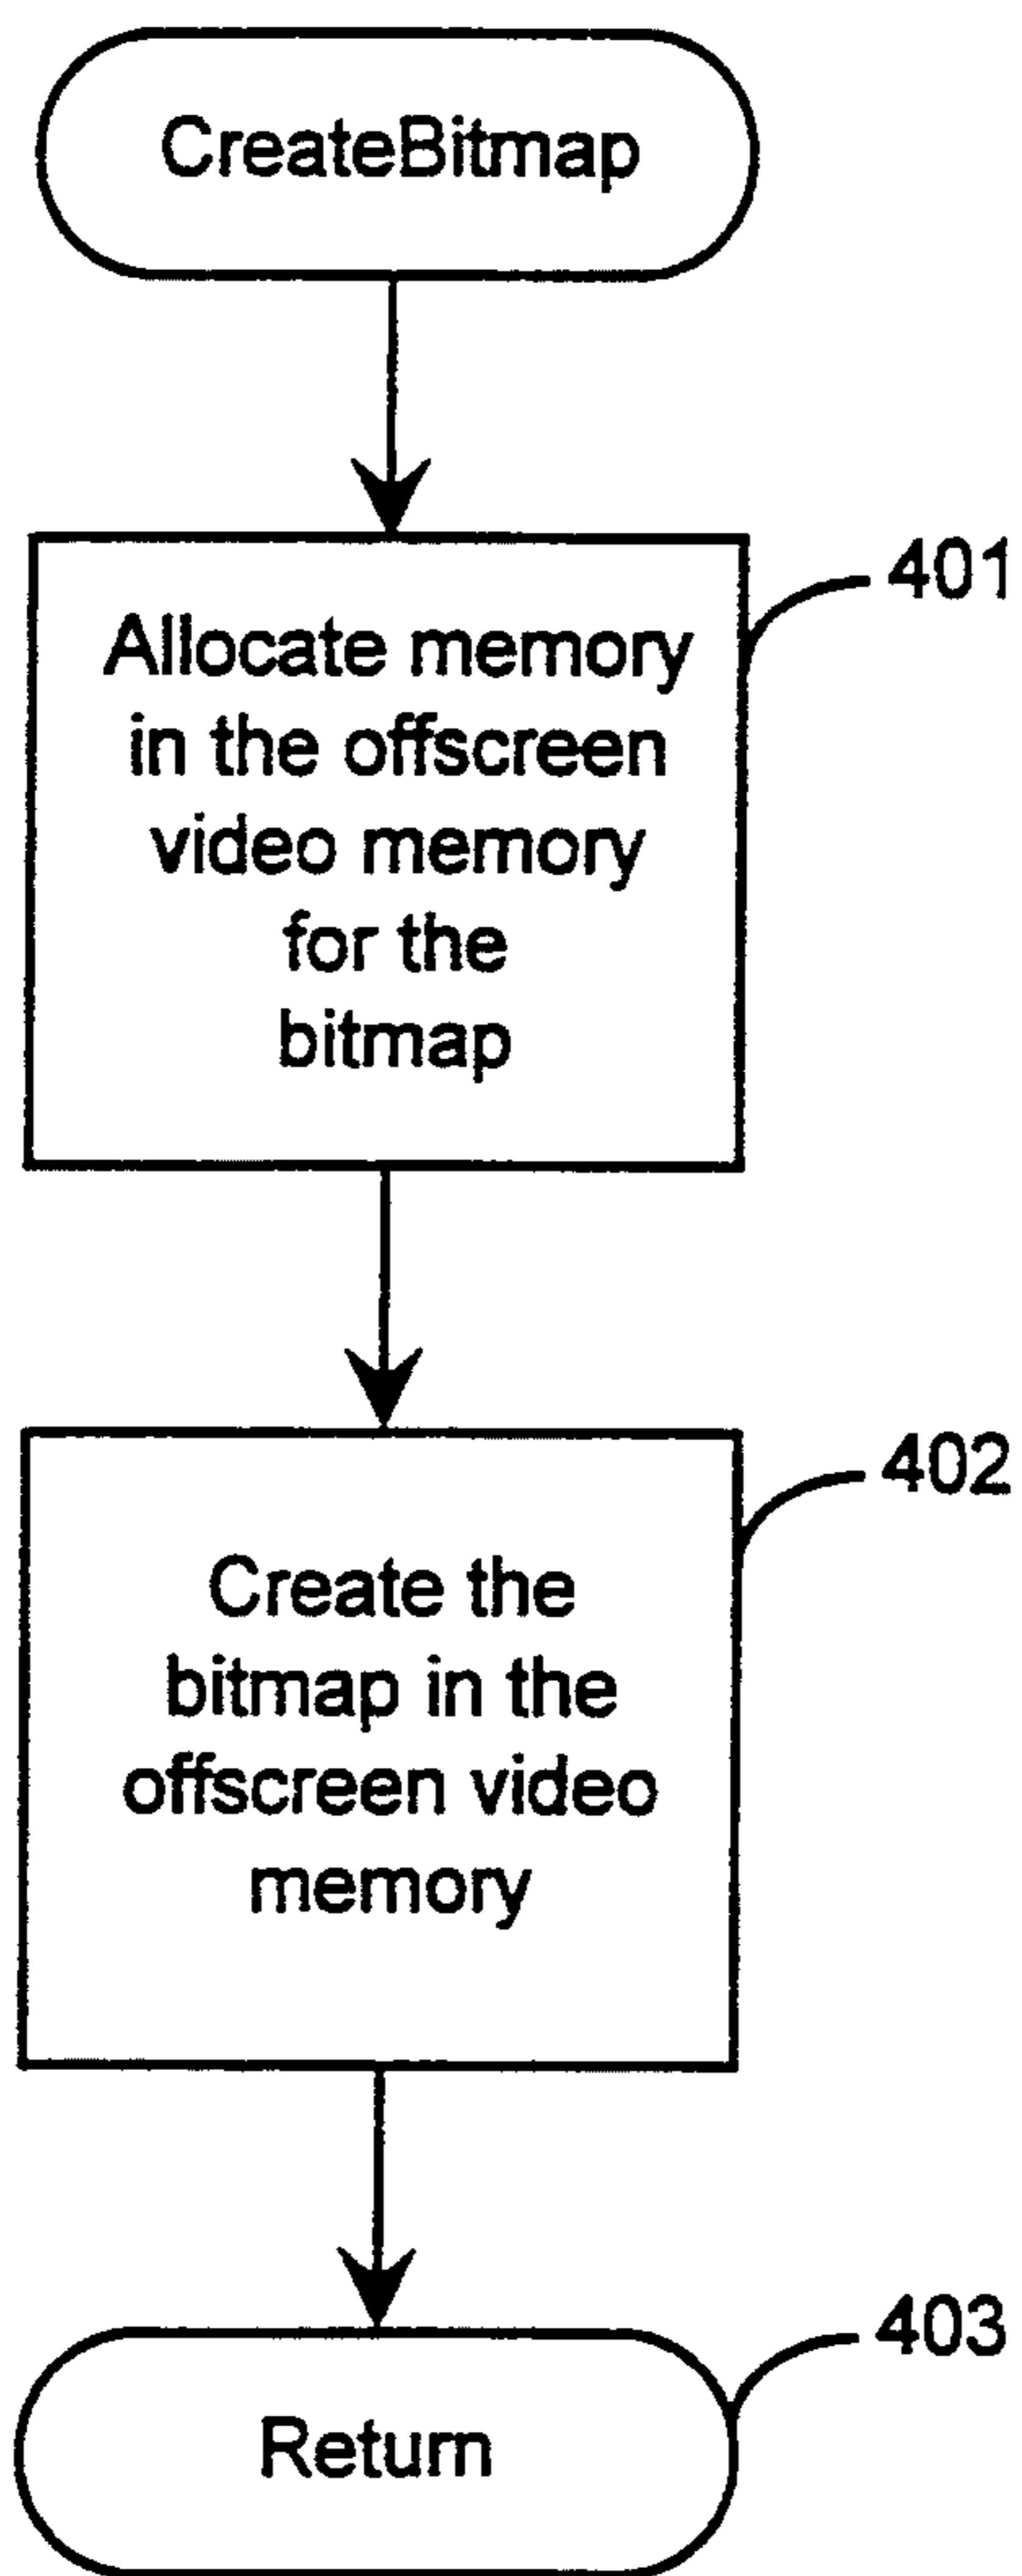 CreateBitmap
401
Allocate memory
in the offscreen
video memory
for the
bitmap
402
Create the
bitmap in the
offscreen video
memory
403
Return